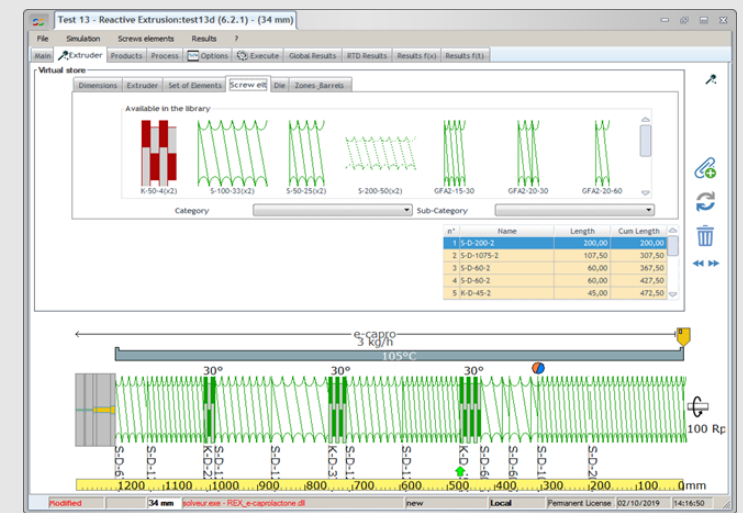 Test 13 - Reactive Extrusion:test13d (6.2.1) - (34 mm)
File Simulation Screws elements Results ?
Main Extruder Products Process Options Execute Global Results RTD Results Results f(x) Results f(t)
Virtual store
Dimensions Extruder Set of Elements Screw elt Die Zones_Barrels
Available in the library
K-50-4(x2) S-100-33(x2) S-50-25(x2) S-200-50(x2) GFA2-15-30 GFA2-20-30 GFA2-20-60
Category Sub-Category
n° Name Length Cum Length
1 S-D-200-2 200,00 200,00
2 S-D-1075-2 107,50 307,50
3 S-D-60-2 60,00 367,50
4 S-D-60-2 60,00 427,50
5 K-D-45-2 45,00 472,50
e-capro
3 kg/h
105°C
30° 30° 30°
100 Rp
1200 1100 1000 900 800 700 600 500 400 300 200 100 0mm
Modified 34 mm solveur.exe - REX_e-caprolactone.dll new Local Permanent License 02/10/2019 14:16:50